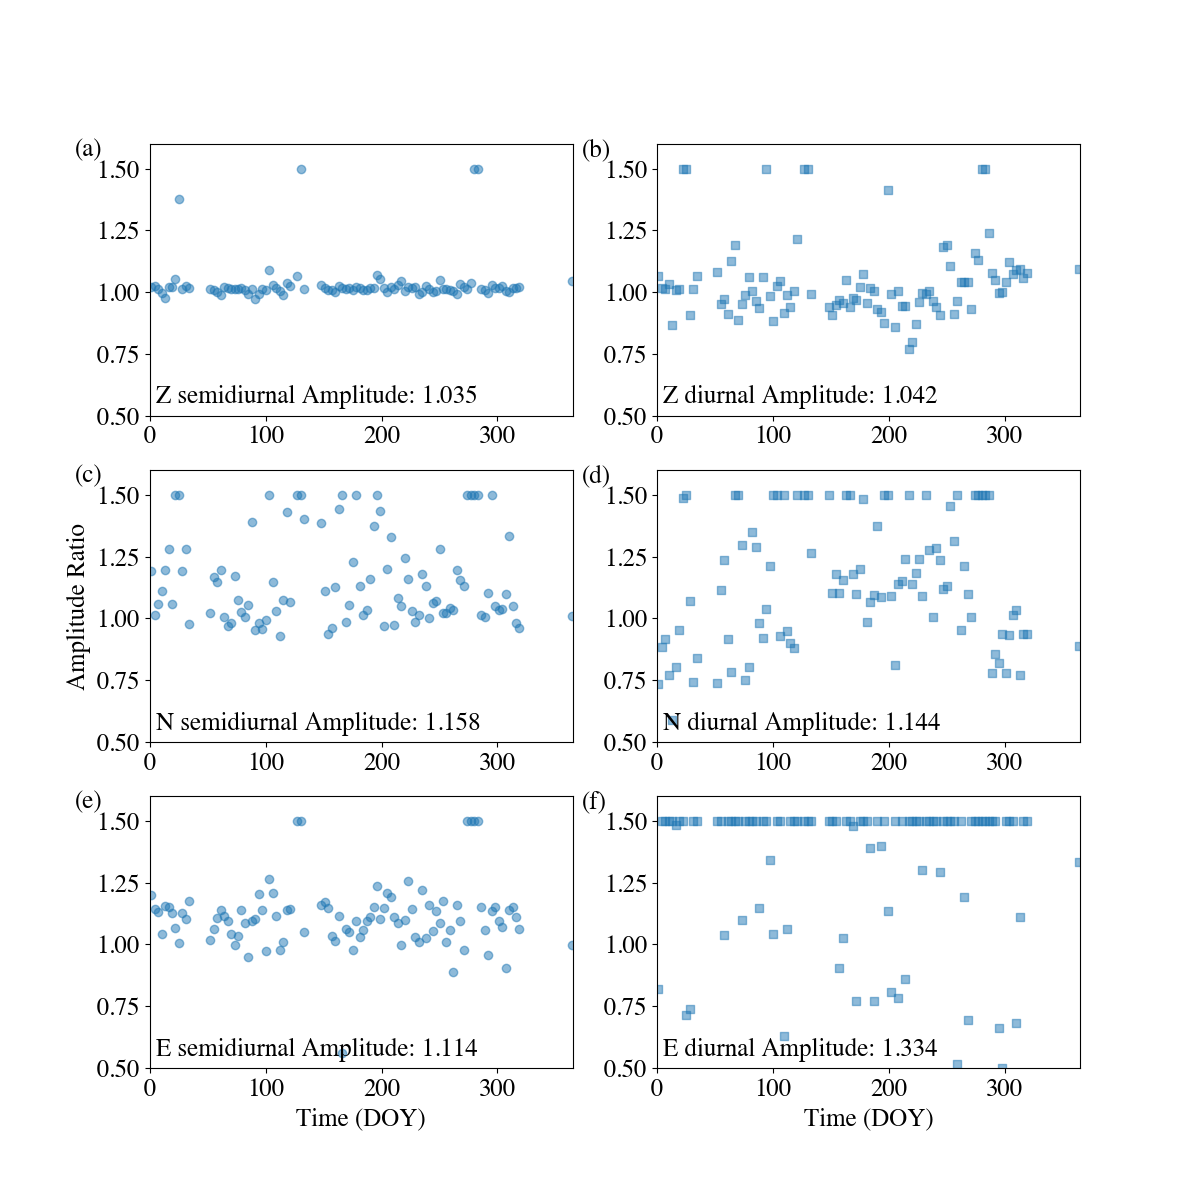 (a) (b)
1.50 1.50
1.25 1.25
1.00 1.00
0.75 0.75
Z semidiurnal Amplitude: 1.035 Z diurnal Amplitude: 1.042
0.50 0.50
0 100 200 300 0 100 200 300
(c) (d)
1.50 1.50
1.25 1.25
1.00 1.00
0.75 0.75
Amplitude Ratio
N semidiurnal Amplitude: 1.158 N diurnal Amplitude: 1.144
0.50 0.50
0 100 200 300 0 100 200 300
(e) (f)
1.50 1.50
1.25 1.25
1.00 1.00
0.75 0.75
E semidiurnal Amplitude: 1.114 E diurnal Amplitude: 1.334
0.50 0.50
0 100 200 300 0 100 200 300
Time (DOY) Time (DOY)